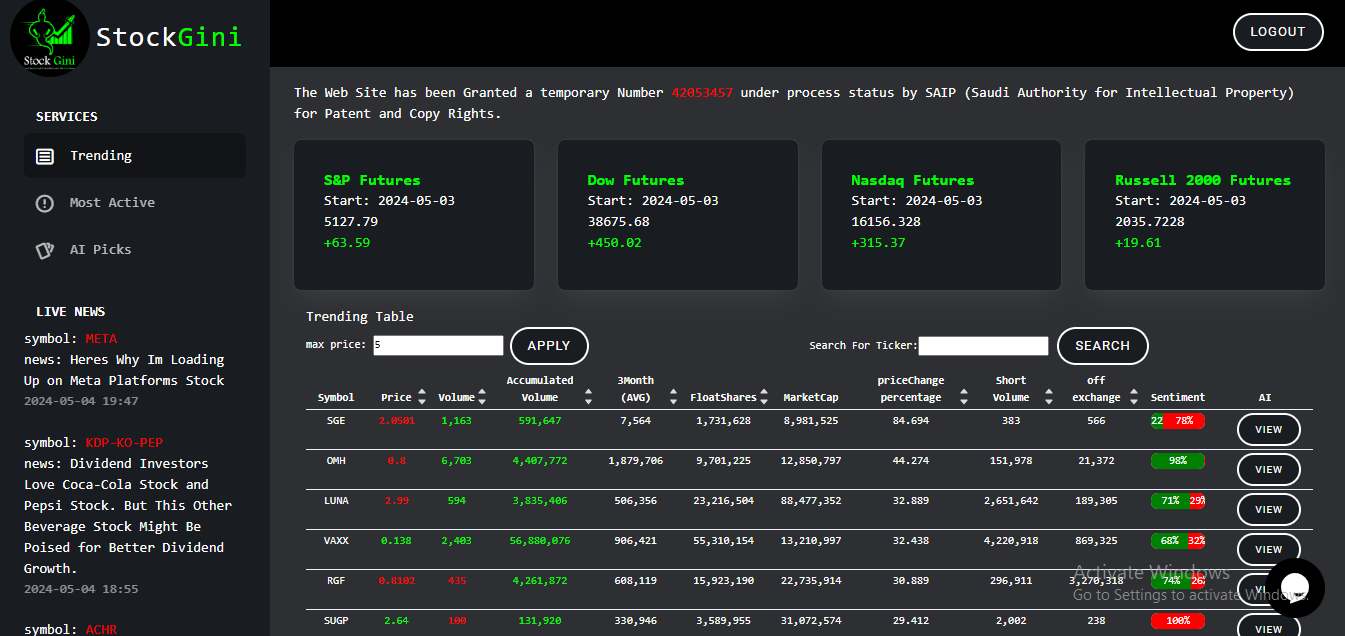 Stock Gini
StockGini
LOGOUT
SERVICES
Trending
Most Active
AI Picks
LIVE NEWS
symbol: META
news: Heres Why Im Loading
Up on Meta Platforms Stock
2024-05-04 19:47
symbol: KDP-KO-PEP
news: Dividend Investors
Love Coca-Cola Stock and
Pepsi Stock. But This Other
Beverage Stock Might Be
Poised for Better Dividend
Growth.
2024-05-04 18:55
symbol: ACHR
The Web Site has been Granted a temporary Number 42053457 under process status by SAIP (Saudi Authority for Intellectual Property)
for Patent and Copy Rights.
S&P Futures
Start: 2024-05-03
5127.79
+63.59
Dow Futures
Start: 2024-05-03
38675.68
+450.02
Nasdaq Futures
Start: 2024-05-03
16156.328
+315.37
Russell 2000 Futures
Start: 2024-05-03
2035.7228
+19.61
Trending Table
max price: 5 APPLY Search For Ticker: SEARCH
Symbol Price Volume Accumulated Volume 3Month (AVG) FloatShares MarketCap priceChange percentage Short Volume off exchange Sentiment AI
SGE 2.0501 1,163 591,647 7,564 1,731,628 8,981,525 84.694 383 566 22 78% VIEW
OMH 0.8 6,703 4,407,772 1,879,706 9,701,225 12,850,797 44.274 151,978 21,372 98% VIEW
LUNA 2.99 594 3,835,406 506,356 23,216,504 88,477,352 32.889 2,651,642 189,305 71% 29% VIEW
VAXX 0.138 2,403 56,880,076 906,421 55,310,154 13,210,997 32.438 4,220,918 869,325 68% 32% VIEW
RGF 0.8102 435 4,261,872 608,119 15,923,190 22,735,914 30.889 296,911 3,270,318 74% 26 VI
SUGP 2.64 100 131,920 330,946 3,589,955 31,072,574 29.412 2,002 238 100% VIEW
Activate Windows
Go to Settings to activate Windows.